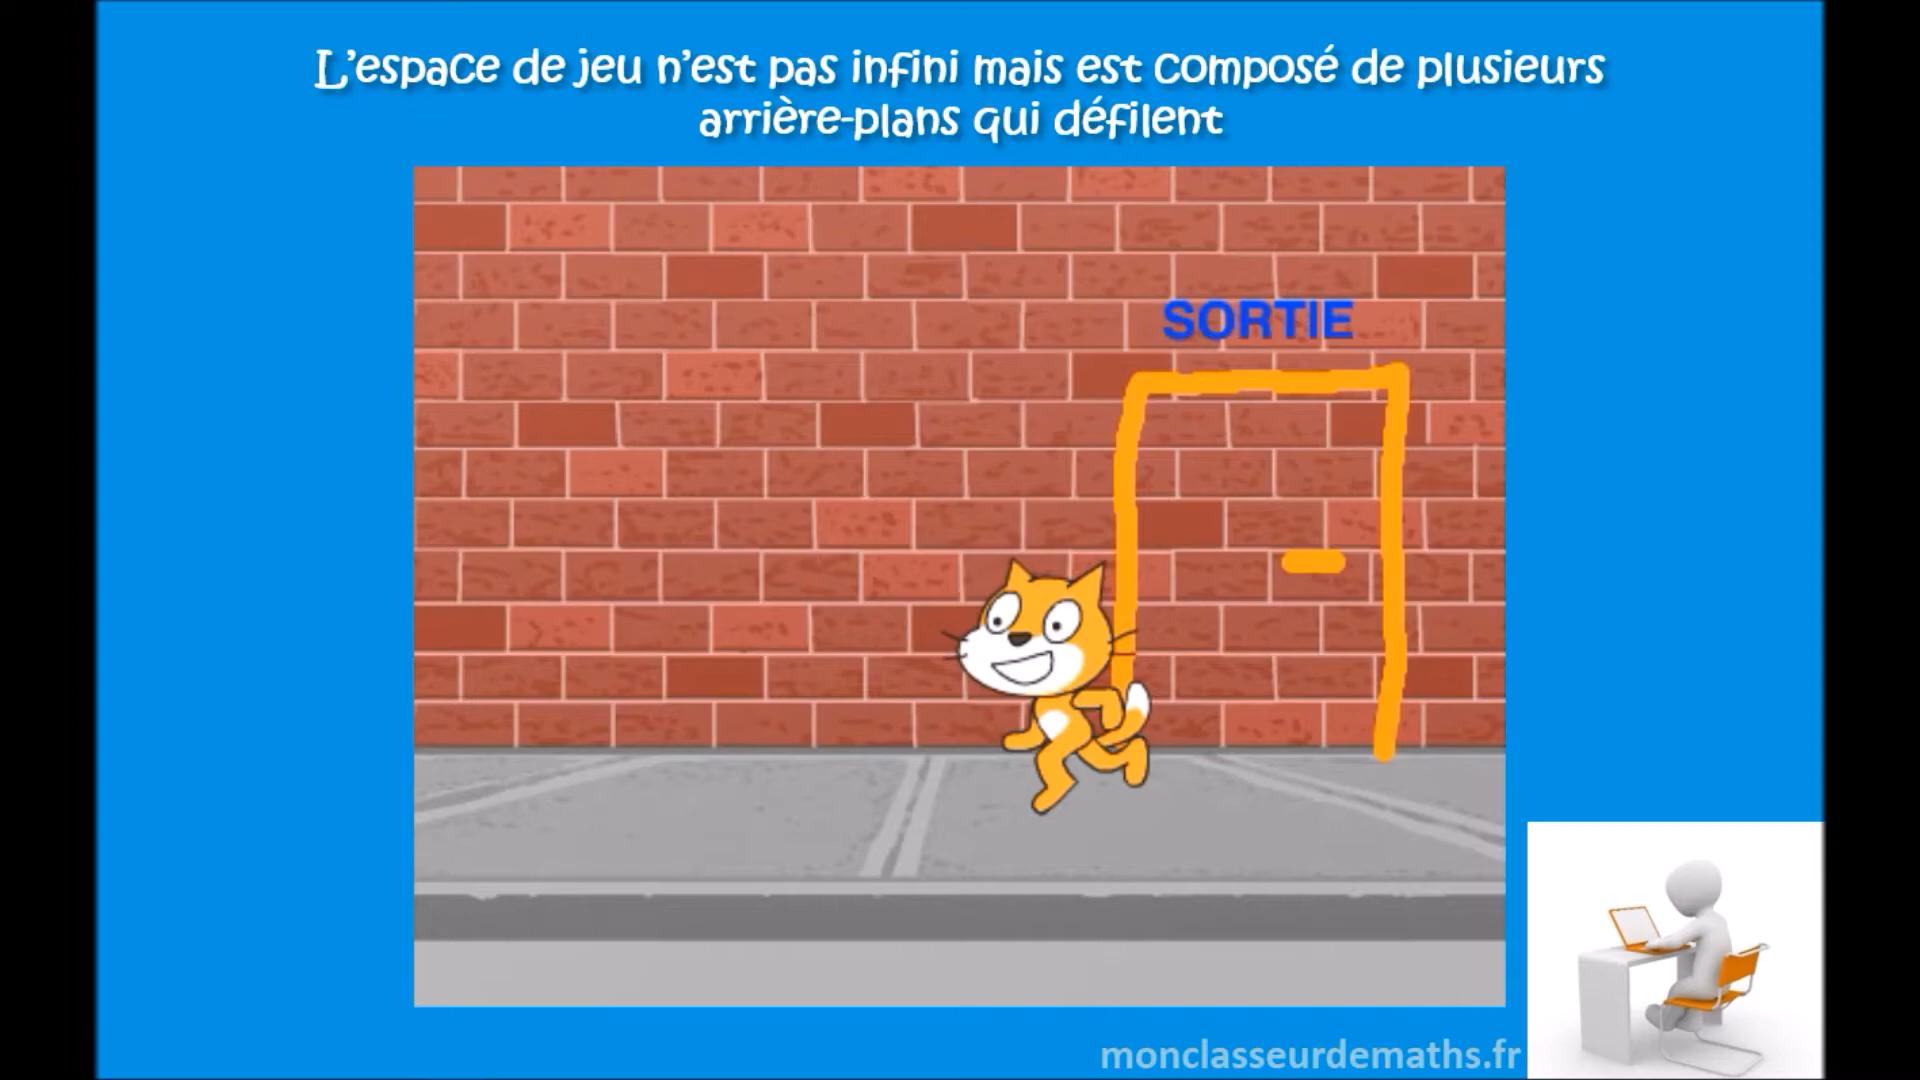 L'espace de jeu n'est pas infini mais est composé de plusieurs
arrière-plans qui défilent
SORTIE
monclasseurdemaths.fr